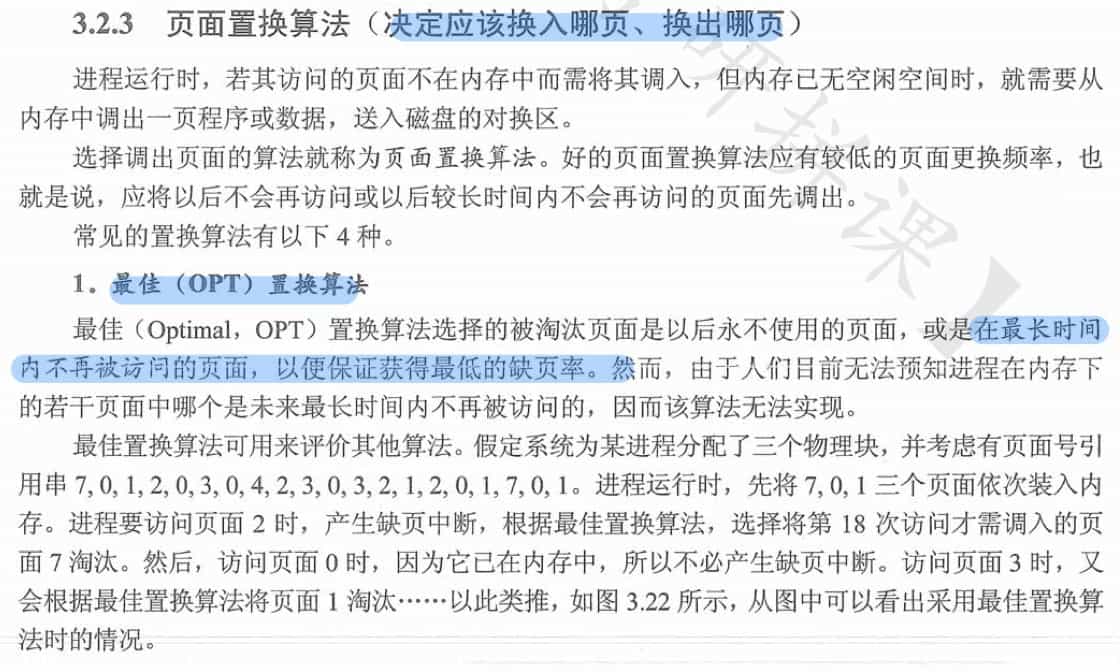 3.2.3 页面置换算法（决定应该换入哪页、换出哪页）
进程运行时，若其访问的页面不在内存中而需将其调入，但内存已无空闲空间时，就需要从
内存中调出一页程序或数据，送入磁盘的对换区。
选择调出页面的算法就称为页面置换算法。好的页面置换算法应有较低的页面更换频率，也
就是说，应将以后不会再访问或以后较长时间内不会再访问的页面先调出。
常见的置换算法有以下 4 种。
1. 最佳（OPT）置换算法
最佳（Optimal，OPT）置换算法选择的被淘汰页面是以后永不使用的页面，或是在最长时间
内不再被访问的页面，以便保证获得最低的缺页率。然而，由于人们目前无法预知进程在内存下
的若干页面中哪个是未来最长时间内不再被访问的，因而该算法无法实现。
最佳置换算法可用来评价其他算法。假定系统为某进程分配了三个物理块，并考虑有页面号引
用串 7, 0, 1, 2, 0, 3, 0, 4, 2, 3, 0, 3, 2, 1, 2, 0, 1, 7, 0, 1。进程运行时，先将 7, 0, 1 三个页面依次装入内
存。进程要访问页面 2 时，产生缺页中断，根据最佳置换算法，选择将第 18 次访问才需调入的页
面 7 淘汰。然后，访问页面 0 时，因为它已在内存中，所以不必产生缺页中断。访问页面 3 时，又
会根据最佳置换算法将页面 1 淘汰……以此类推，如图 3.22 所示，从图中可以看出采用最佳置换算
法时的情况。
研拼课】